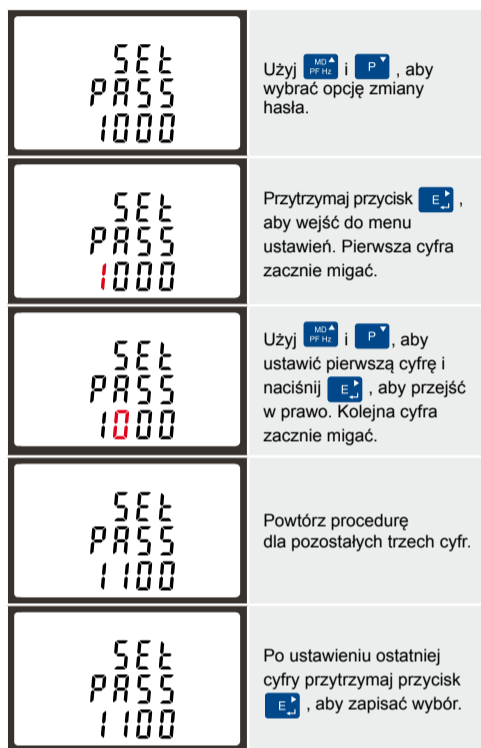 SEt
PASS
1000
Użyj MD PF Hz i P , aby
wybrać opcję zmiany
hasła.
SEt
PASS
1000
Przytrzymaj przycisk E ,
aby wejść do menu
ustawień. Pierwsza cyfra
zacznie migać.
SEt
PASS
1000
Użyj MD PF Hz i P , aby
ustawić pierwszą cyfrę i
naciśnij E , aby przejść
w prawo. Kolejna cyfra
zacznie migać.
SEt
PASS
1100
Powtórz procedurę
dla pozostałych trzech cyfr.
SEt
PASS
1100
Po ustawieniu ostatniej
cyfry przytrzymaj przycisk
E , aby zapisać wybór.